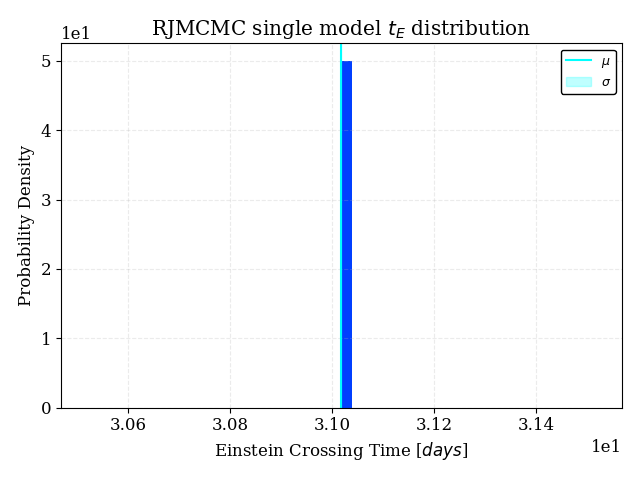 RJMCMC single model $t_E$ distribution
1e1
μ
σ
5
4
3
2
1
0
Probability Density
3.06 3.08 3.10 3.12 3.14
1e1
Einstein Crossing Time [days]